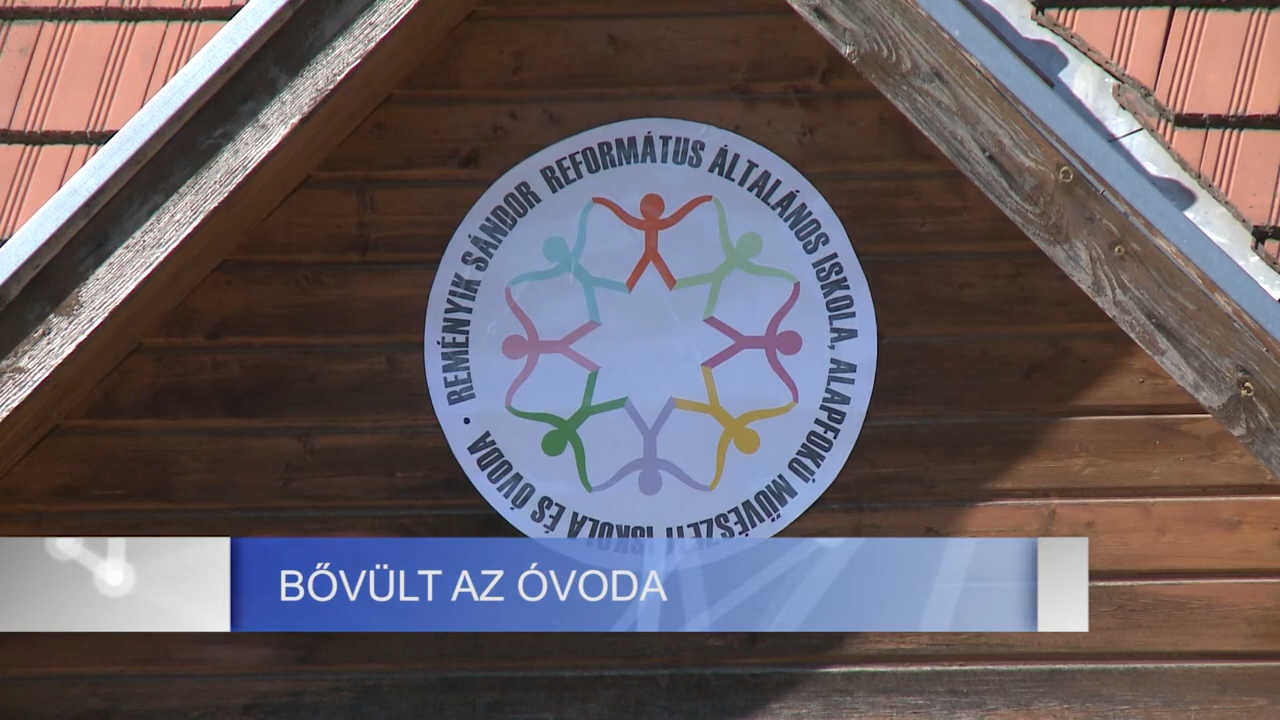 REMÉNYIK SÁNDOR REFORMÁTUS ÁLTALÁNOS ISKOLA, ALAPFOKÚ MŰVÉSZETI ISKOLA ÉS ÓVODA •
BŐVÜLT AZ ÓVODA